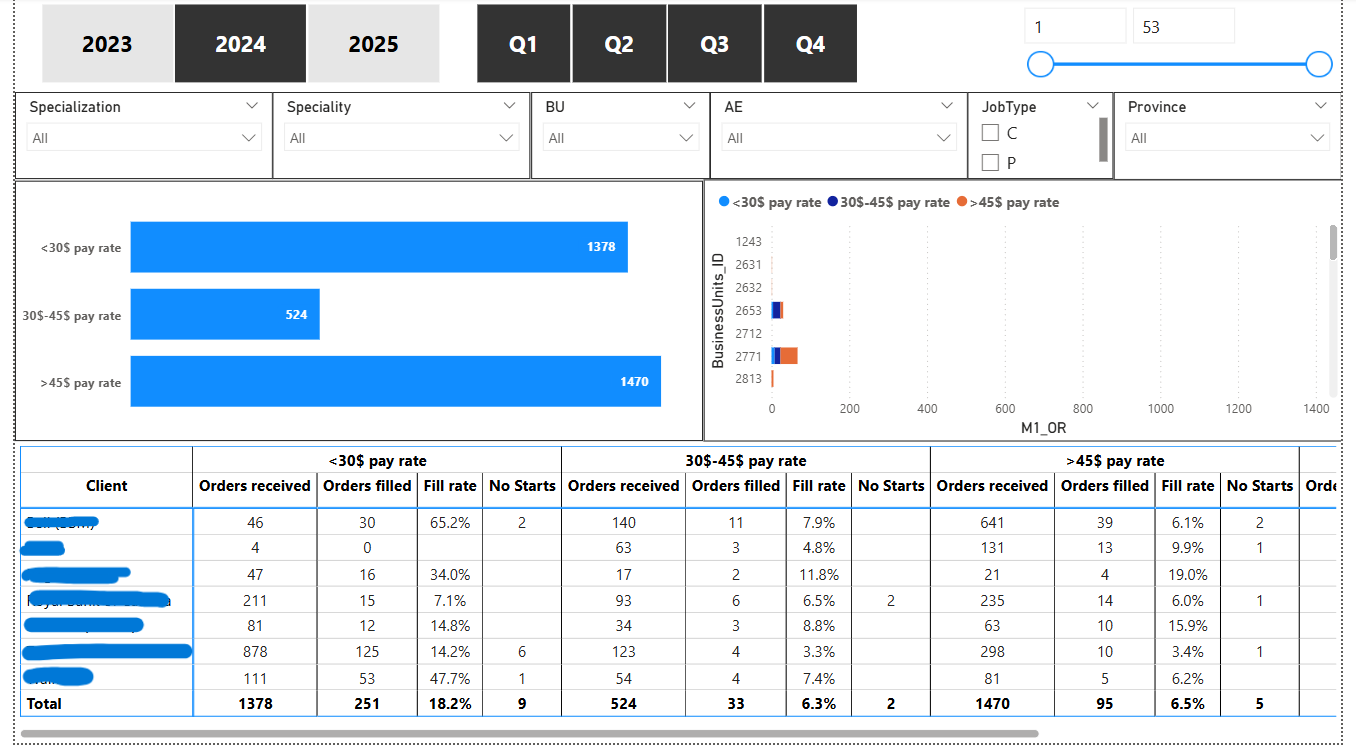 2023 2024 2025 Q1 Q2 Q3 Q4 1 53
Specialization Speciality BU AE JobType Province
All All All All C All
P
<30$ pay rate 1378
30$-45$ pay rate 524
>45$ pay rate 1470
<30$ pay rate 30$-45$ pay rate >45$ pay rate
BusinessUnits_ID
1243
2631
2632
2653
2712
2771
2813
0 200 400 600 800 1000 1200 1400
M1_OR
<30$ pay rate 30$-45$ pay rate >45$ pay rate
Client Orders received Orders filled Fill rate No Starts Orders received Orders filled Fill rate No Starts Orders received Orders filled Fill rate No Starts Orde
46 30 65.2% 2 140 11 7.9% 641 39 6.1% 2
4 0 63 3 4.8% 131 13 9.9% 1
47 16 34.0% 17 2 11.8% 21 4 19.0%
211 15 7.1% 93 6 6.5% 2 235 14 6.0% 1
81 12 14.8% 34 3 8.8% 63 10 15.9%
878 125 14.2% 6 123 4 3.3% 298 10 3.4% 1
111 53 47.7% 1 54 4 7.4% 81 5 6.2%
Total 1378 251 18.2% 9 524 33 6.3% 2 1470 95 6.5% 5